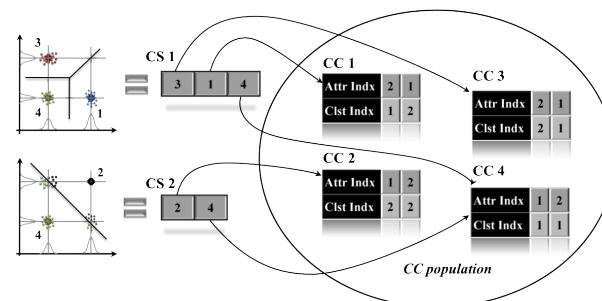 3
4
1
CS 1
3 1 4
CC 1
Attr Indx 2 1
Clst Indx 1 2
CC 3
Attr Indx 2 1
Clst Indx 2 1
2
4
CS 2
2 4
CC 2
Attr Indx 1 2
Clst Indx 2 2
CC 4
Attr Indx 1 2
Clst Indx 1 1
CC population